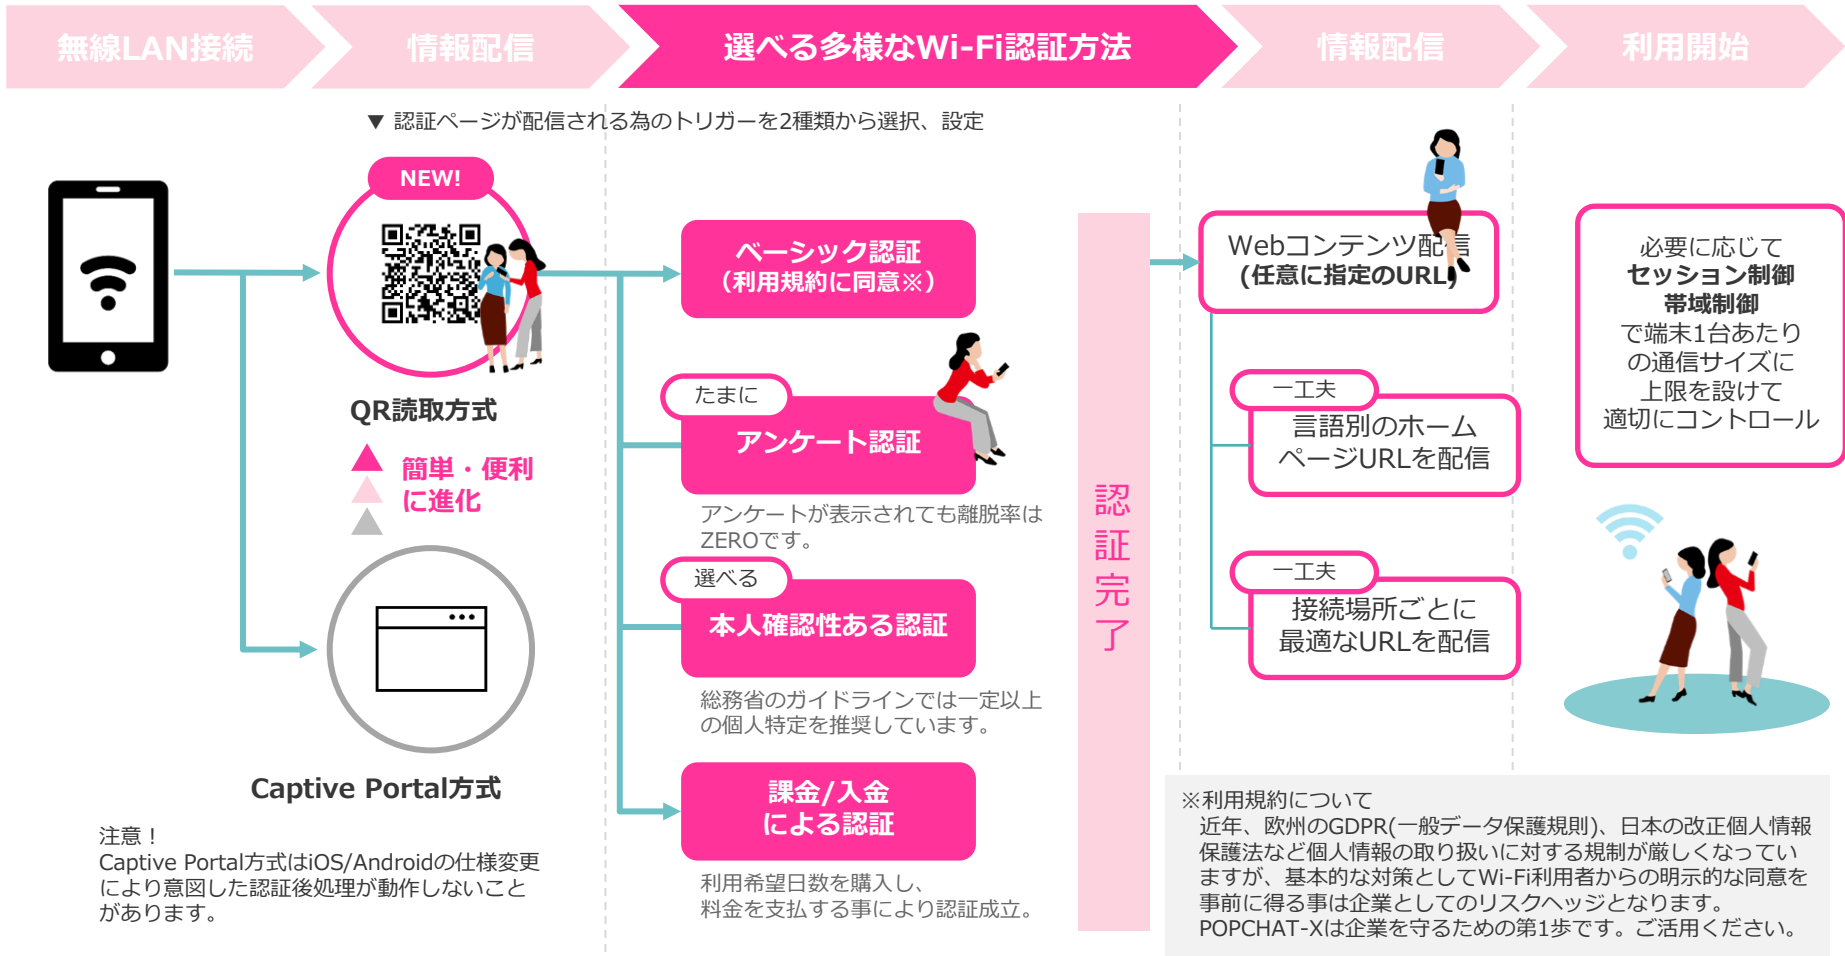 無線LAN接続
情報配信
選べる多様なWi-Fi認証方法
情報配信
利用開始
▼ 認証ページが配信される為のトリガーを2種類から選択、設定
NEW!
QR読取方式
簡単・便利
に進化
Captive Portal方式
注意！
Captive Portal方式はiOS/Androidの仕様変更
により意図した認証後処理が動作しないこと
があります。
ベーシック認証
（利用規約に同意※）
たまに
アンケート認証
アンケートが表示されても離脱率は
ZEROです。
選べる
本人確認性ある認証
総務省のガイドラインでは一定以上
の個人特定を推奨しています。
課金/入金
による認証
利用希望日数を購入し、
料金を支払する事により認証成立。
認証完了
Webコンテンツ配信
(任意に指定のURL)
一工夫
言語別のホーム
ページURLを配信
一工夫
接続場所ごとに
最適なURLを配信
必要に応じて
セッション制御
帯域制御
で端末1台あたり
の通信サイズに
上限を設けて
適切にコントロール
※利用規約について
近年、欧州のGDPR(一般データ保護規則)、日本の改正個人情報
保護法など個人情報の取り扱いに対する規制が厳しくなってい
ますが、基本的な対策としてWi-Fi利用者からの明示的な同意を
事前に得る事は企業としてのリスクヘッジとなります。
POPCHAT-Xは企業を守るための第1歩です。ご活用ください。